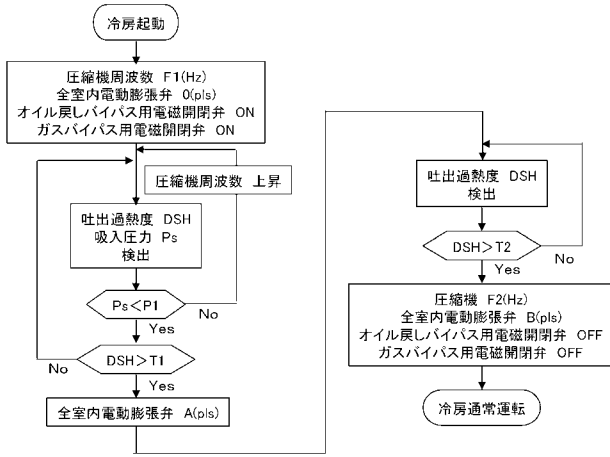 冷房起動
圧縮機周波数 F1(Hz)
全室内電動膨張弁 0(pls)
オイル戻しバイパス用電磁開閉弁 ON
ガスバイパス用電磁開閉弁 ON
圧縮機周波数 上昇
吐出過熱度 DSH
吸入圧力 Ps
検出
Ps<P1
No
Yes
DSH>T1
No
Yes
全室内電動膨張弁 A(pls)
吐出過熱度 DSH
検出
DSH>T2
No
Yes
圧縮機 F2(Hz)
全室内電動膨張弁 B(pls)
オイル戻しバイパス用電磁開閉弁 OFF
ガスバイパス用電磁開閉弁 OFF
冷房通常運転